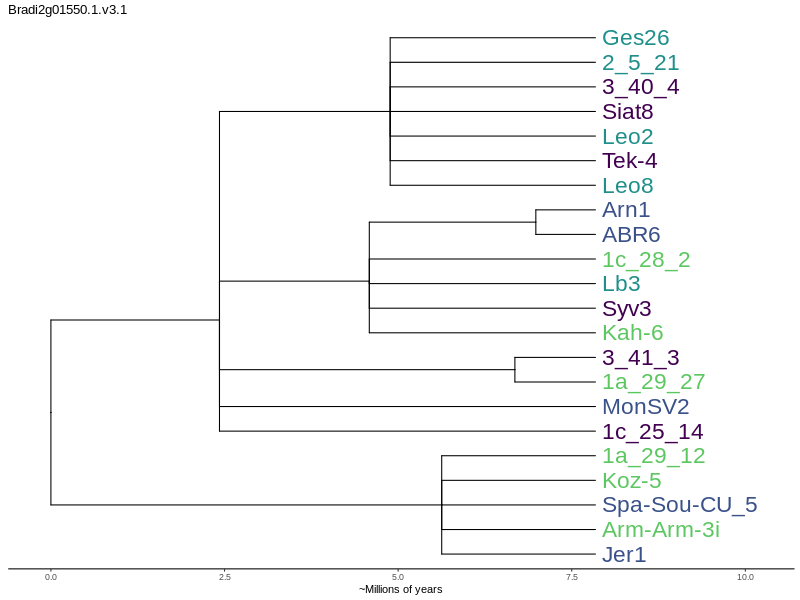 Bradi2g01550.1.v3.1
Ges26
2_5_21
3_40_4
Siat8
Leo2
Tek-4
Leo8
Arn1
ABR6
1c_28_2
Lb3
Syv3
Kah-6
3_41_3
1a_29_27
MonSV2
1c_25_14
1a_29_12
Koz-5
Spa-Sou-CU_5
Arm-Arm-3i
Jer1
0.0 2.5 5.0 7.5 10.0
~Millions of years